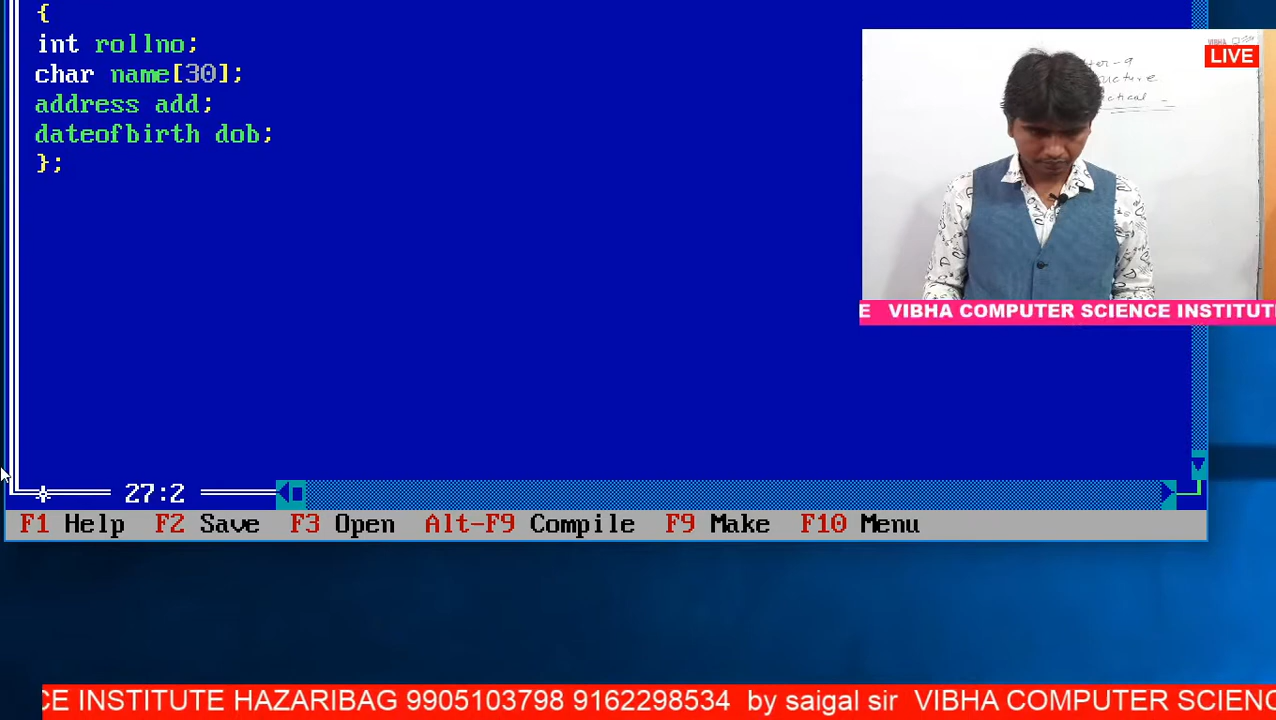 {
int rollno;
char name[30];
address add;
dateofbirth dob;
};
LIVE
E VIBHA COMPUTER SCIENCE INSTITUTE
27:2
F1 Help F2 Save F3 Open Alt-F9 Compile F9 Make F10 Menu
CE INSTITUTE HAZARIBAG 9905103798 9162298534 by saigal sir VIBHA COMPUTER SCIENC